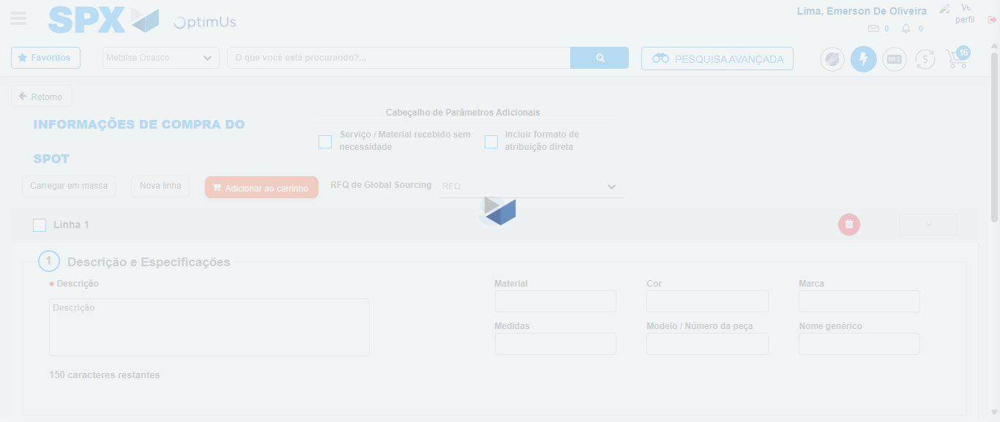 SPX
OptimUs
Lima, Emerson De Oliveira
Ve
perfil
0
0
Favoritos
Metalsa Osasco
O que você está procurando?...
PESQUISA AVANÇADA
16
Retorno
INFORMAÇÕES DE COMPRA DO
SPOT
Cabeçalho de Parâmetros Adicionais
Serviço / Material recebido sem
necessidade
Incluir formato de
atribuição direta
Carregar em massa
Nova linha
Adicionar ao carrinho
RFQ de Global Sourcing
RFQ
Linha 1
1
Descrição e Especificações
* Descrição
Descrição
150 caracteres restantes
Material
Cor
Marca
Medidas
Modelo / Número da peça
Nome genérico